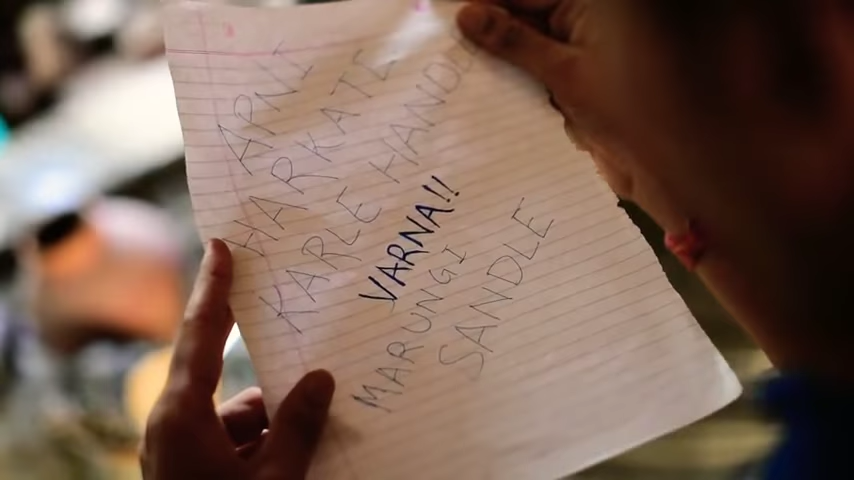 APNI
HARKATE
KARLE HANDLE
VARNA!!
MARUNGI
SANDLE